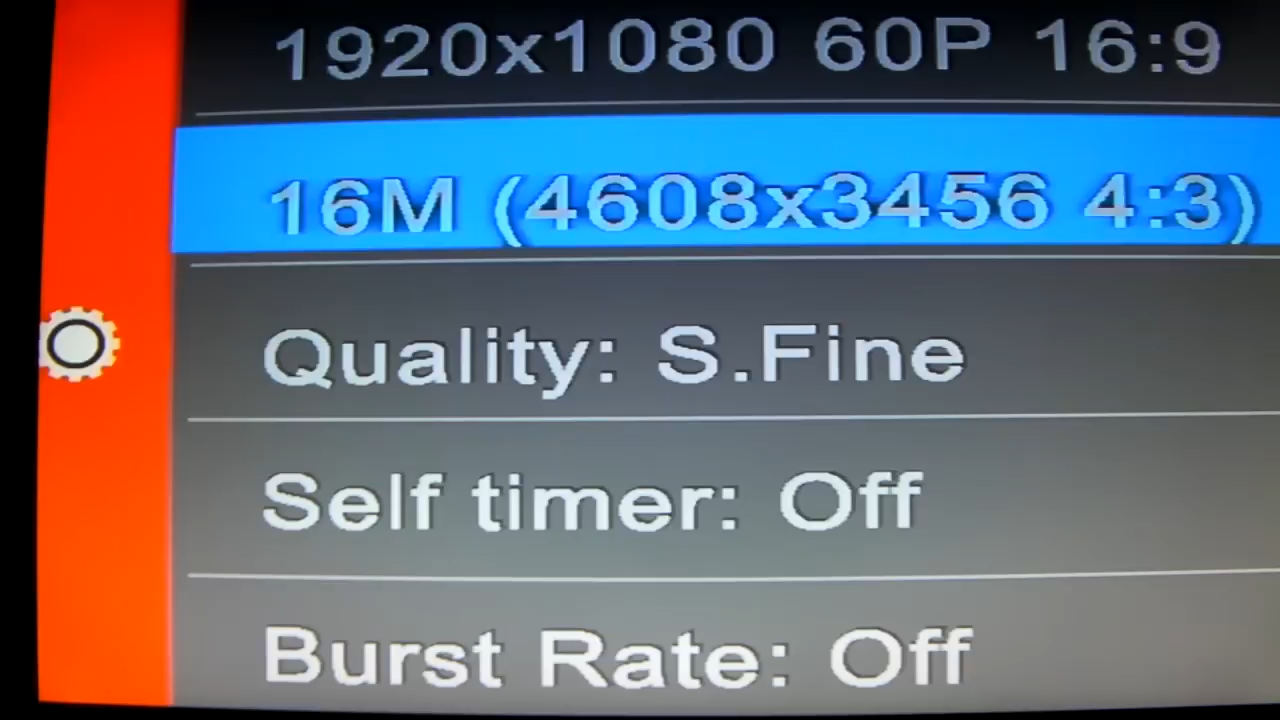 1920x1080 60P 16:9
16M (4608x3456 4:3)
Quality: S.Fine
Self timer: Off
Burst Rate: Off